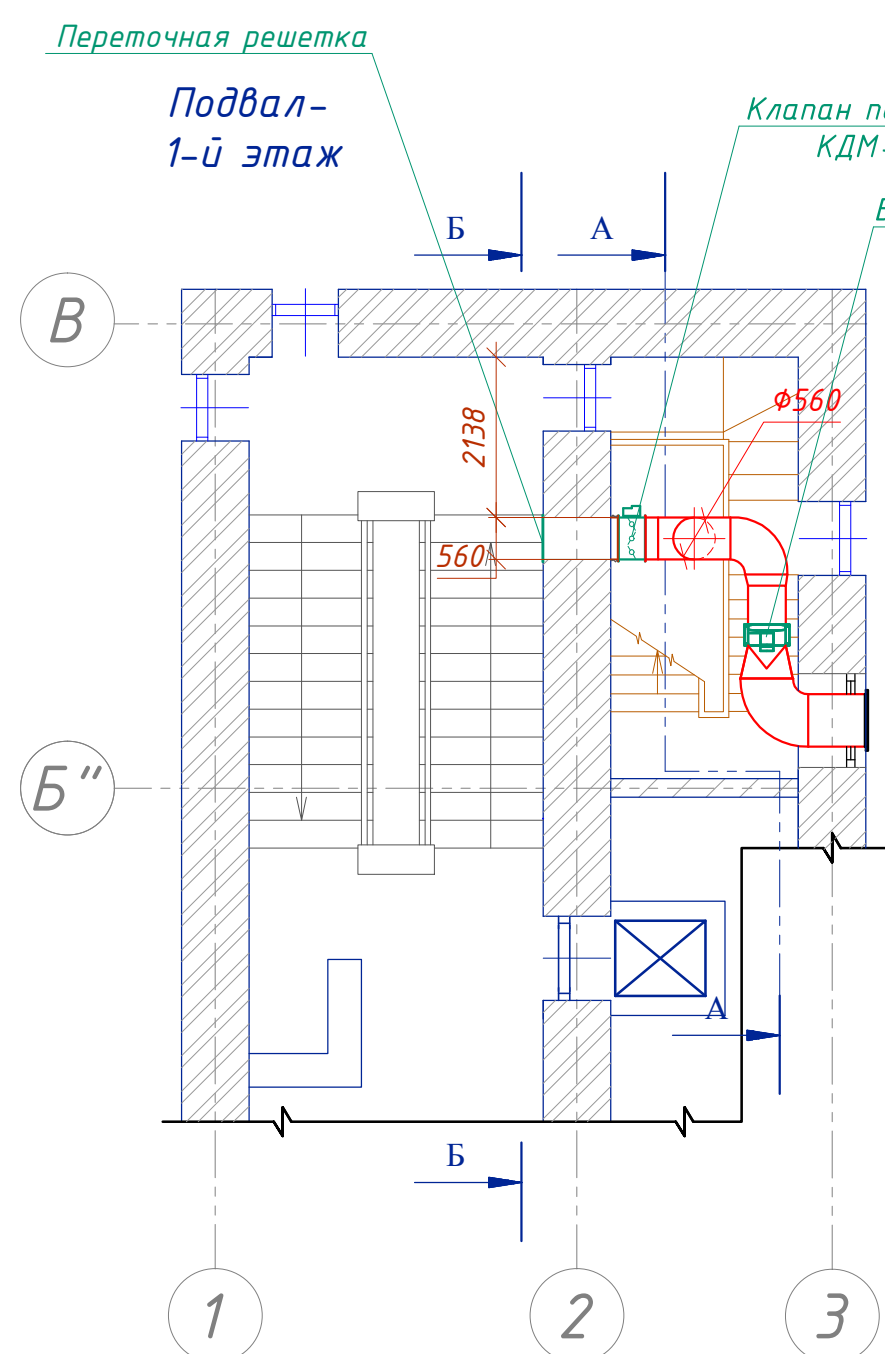 Переточная решетка
Подвал-
1-й этаж
Клапан
КДМ-
Б
А
В
Ф560
2138
560
Б"
А
Б
1
2
3